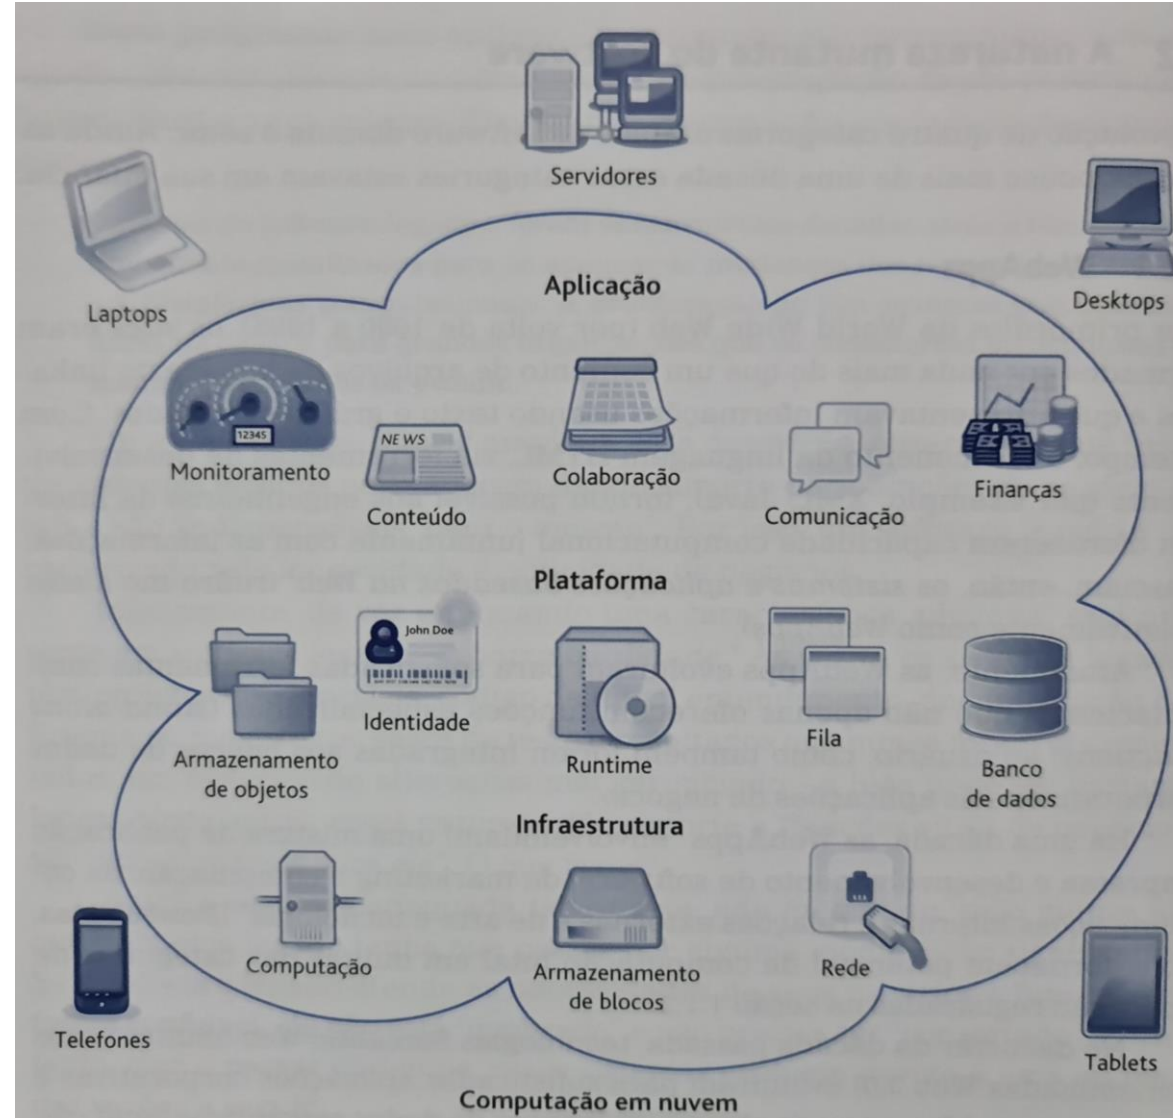 Servidores
Laptops
Desktops
Aplicação
12345
Monitoramento
NEWS
Conteúdo
Colaboração
Comunicação
Finanças
Plataforma
Armazenamento
de objetos
John Doe
Identidade
Runtime
Fila
Banco
de dados
Infraestrutura
Computação
Armazenamento
de blocos
Rede
Telefones
Tablets
Computação em nuvem